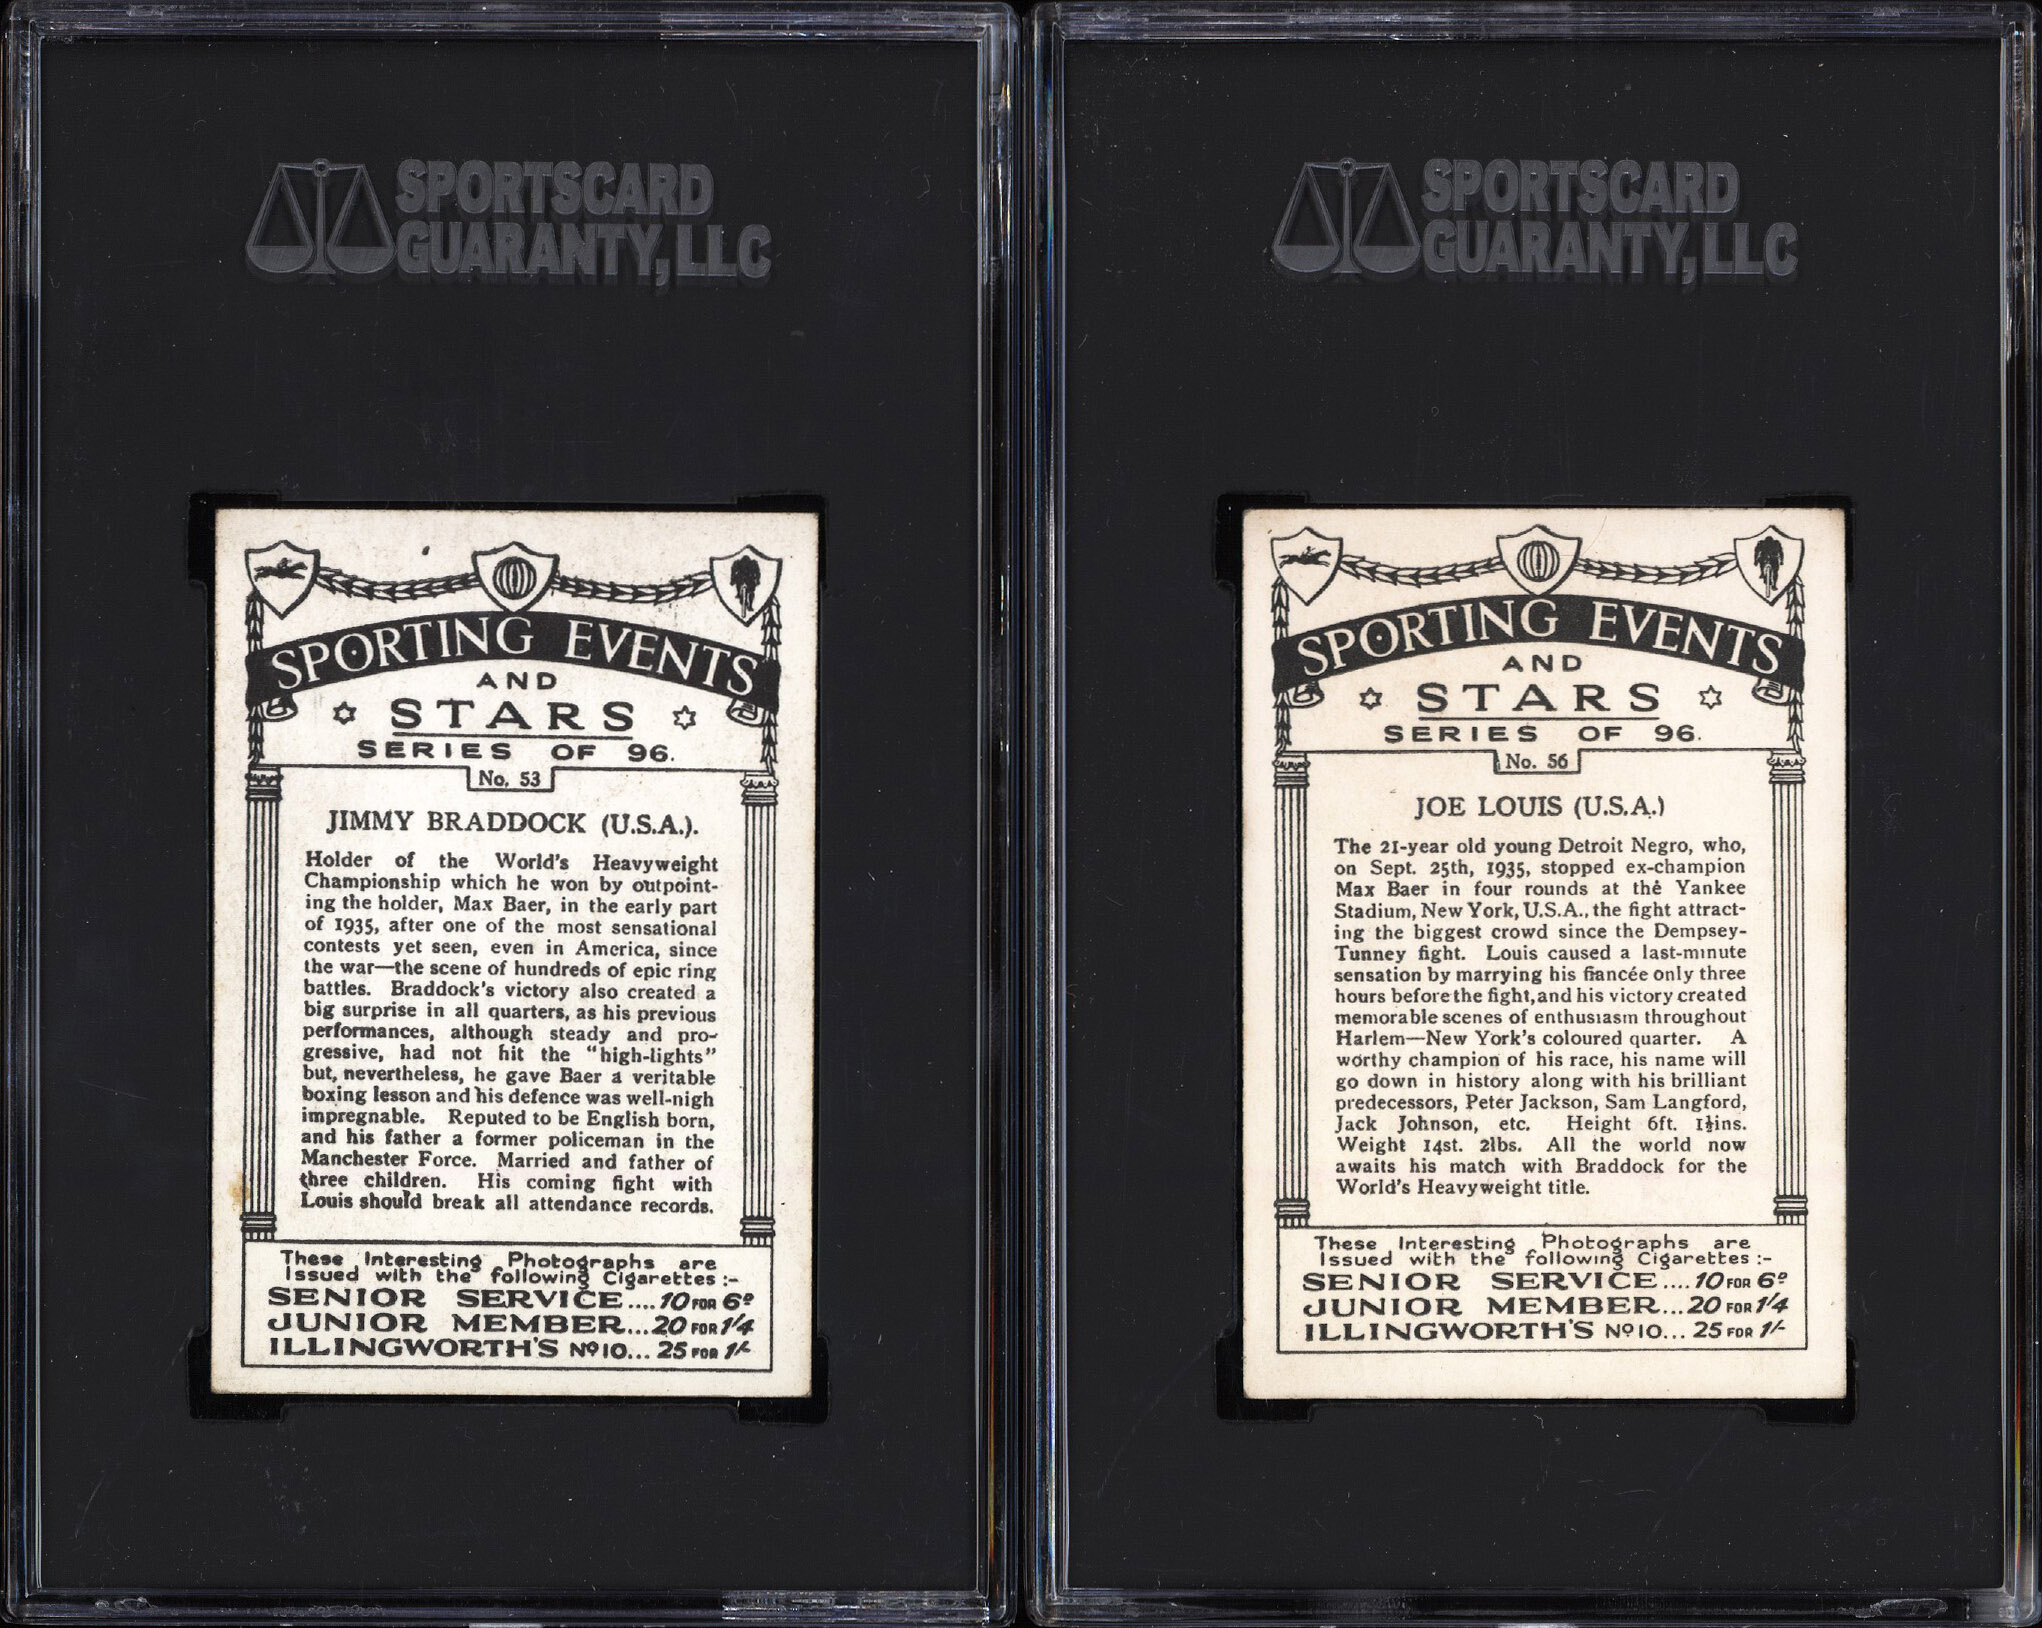 SPORTSCARD
GUARANTY, LLC
SPORTING EVENTS
AND
STARS
SERIES OF 96.
No. 53
JIMMY BRADDOCK (U.S.A.).
Holder of the World's Heavyweight
Championship which he won by outpoint-
ing the holder, Max Baer, in the early part
of 1935, after one of the most sensational
contests yet seen, even in America, since
the war—the scene of hundreds of epic ring
battles. Braddock's victory also created a
big surprise in all quarters, as his previous
performances, although steady and pro-
gressive, had not hit the "high-lights"
but, nevertheless, he gave Baer a veritable
boxing lesson and his defence was well-nigh
impregnable. Reputed to be English born,
and his father a former policeman in the
Manchester Force. Married and father of
three children. His coming fight with
Louis should break all attendance records.
These Interesting Photographs are
Issued with the following Cigarettes :-
SENIOR SERVICE.... 10 FOR 6D
JUNIOR MEMBER... 20 FOR 1/4
ILLINGWORTH'S No 10... 25 FOR 1/-
SPORTSCARD
GUARANTY, LLC
SPORTING EVENTS
AND
STARS
SERIES OF 96.
No. 56
JOE LOUIS (U.S.A.)
The 21-year old young Detroit Negro, who,
on Sept. 25th, 1935, stopped ex-champion
Max Baer in four rounds at the Yankee
Stadium, New York, U.S.A., the fight attract-
ing the biggest crowd since the Dempsey-
Tunney fight. Louis caused a last-minute
sensation by marrying his fiancée only three
hours before the fight, and his victory created
memorable scenes of enthusiasm throughout
Harlem—New York's coloured quarter. A
worthy champion of his race, his name will
go down in history along with his brilliant
predecessors, Peter Jackson, Sam Langford,
Jack Johnson, etc. Height 6ft. 1½ins.
Weight 14st. 2lbs. All the world now
awaits his match with Braddock for the
World's Heavyweight title.
These Interesting Photographs are
Issued with the following Cigarettes :-
SENIOR SERVICE.... 10 FOR 6D
JUNIOR MEMBER... 20 FOR 1/4
ILLINGWORTH'S No 10... 25 FOR 1/-